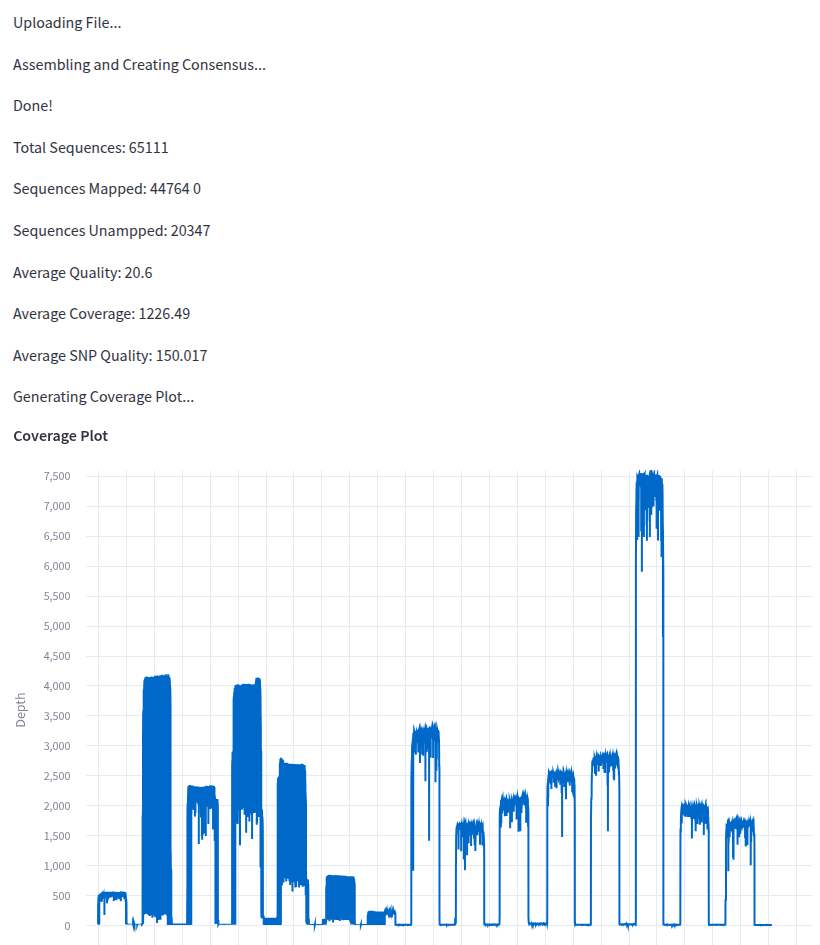 Uploading File...
Assembling and Creating Consensus...
Done!
Total Sequences: 65111
Sequences Mapped: 44764 0
Sequences Unampped: 20347
Average Quality: 20.6
Average Coverage: 1226.49
Average SNP Quality: 150.017
Generating Coverage Plot...
Coverage Plot
7,500
7,000
6,500
6,000
5,500
5,000
4,500
4,000
3,500
3,000
2,500
2,000
1,500
1,000
500
0
Depth